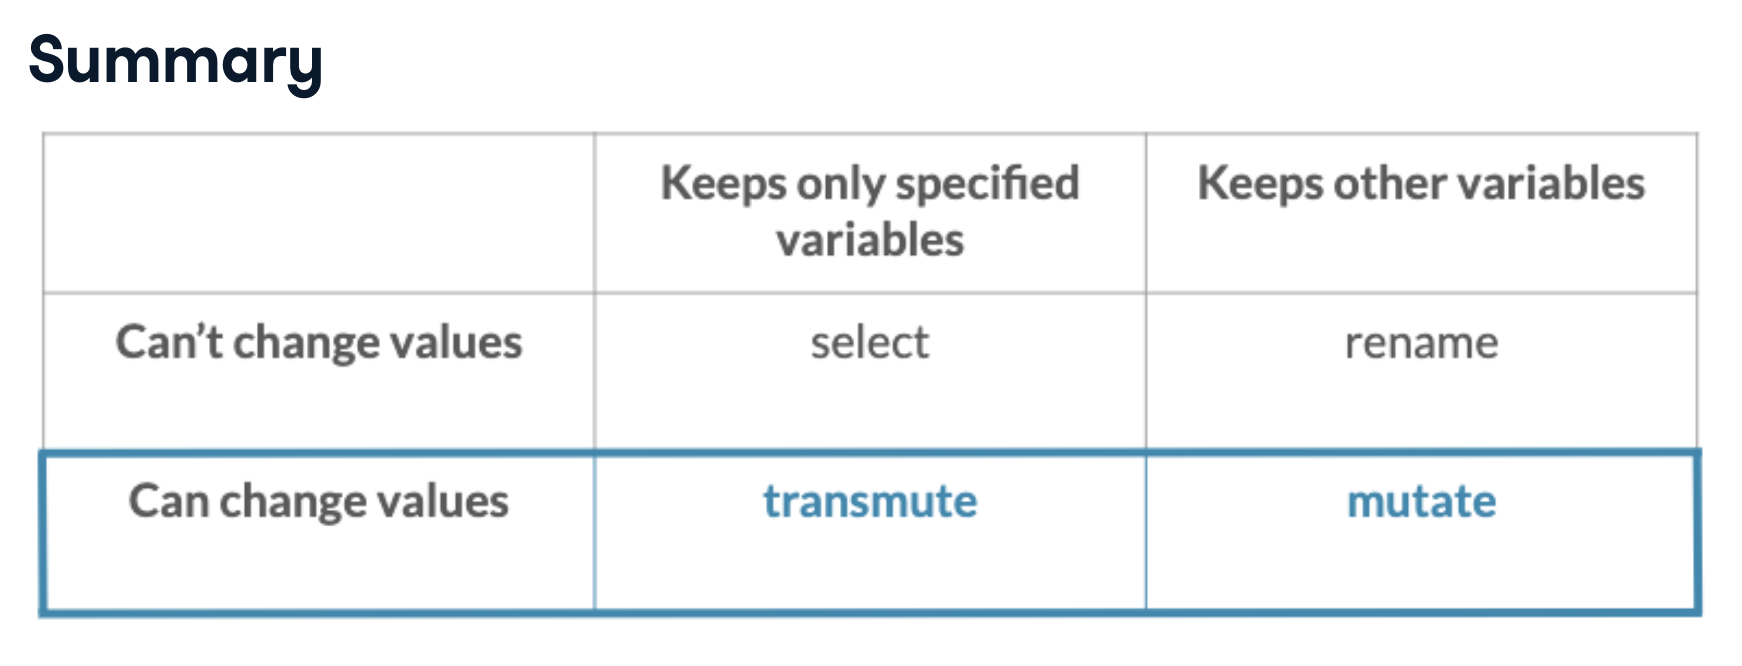 Summary
Keeps only specified
variables
Keeps other variables
Can’t change values
select
rename
Can change values
transmute
mutate